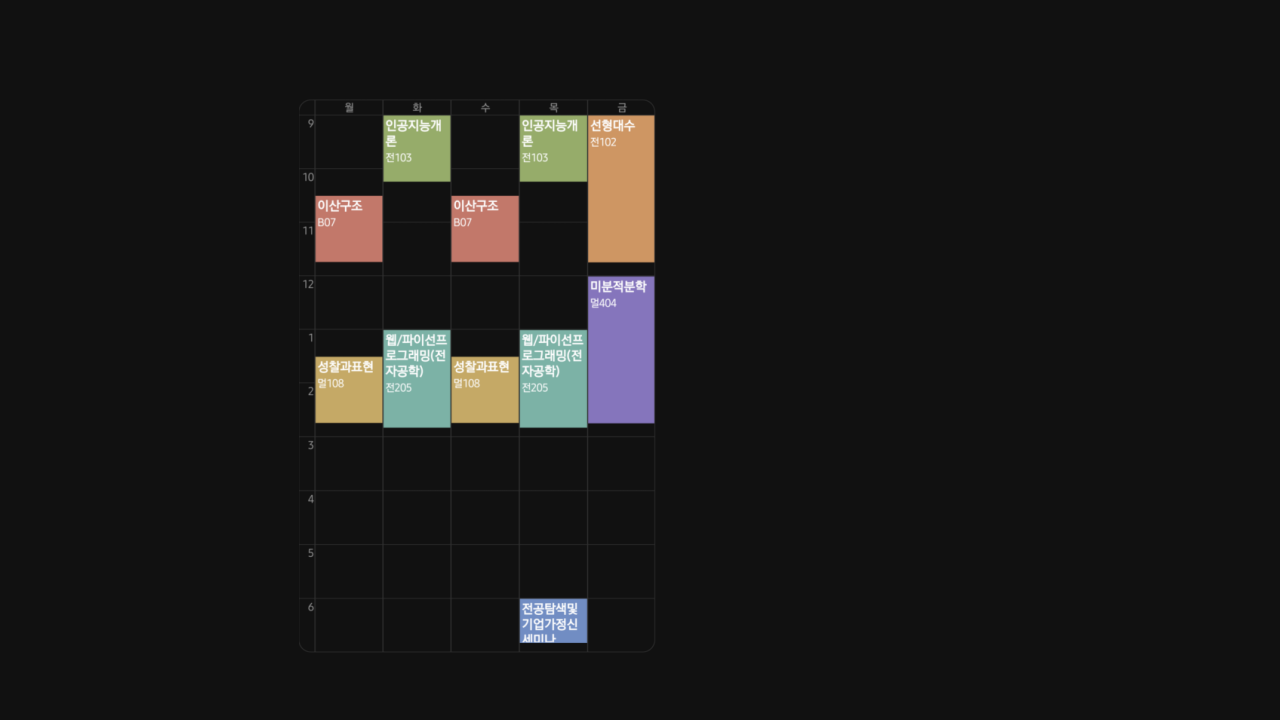 월 화 수 목 금
9
인공지능개
론
전103
인공지능개
론
전103
선형대수
전102
10
이산구조
B07
이산구조
B07
11
12
미분적분학
멀404
1
웹/파이선프
로그래밍(전
자공학)
전205
웹/파이선프
로그래밍(전
자공학)
전205
성찰과표현
멀108
성찰과표현
멀108
2
3
4
5
6
전공탐색및
기업가정신
세미나